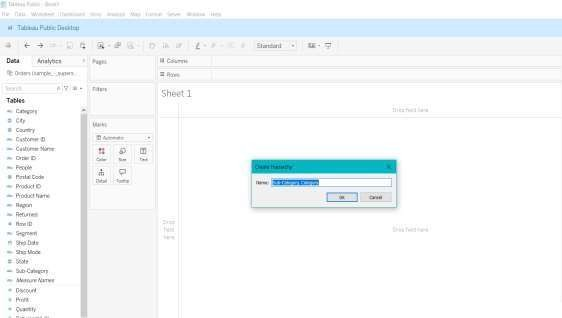 Tableau Public - Book1
File Data Worksheet Dashboard Story Analysis Map Format Server Window Help
Tableau Public Desktop
Standard
Data Analytics Pages Columns
Rows
Search
Filters
Sheet 1
Tables
Category
City
Country
Customer ID
Customer Name
Order ID
People
Postal Code
Product ID
Product Name
Region
Returned
Row ID
Segment
Ship Date
Ship Mode
State
Sub-Category
Measure Names
Discount
Profit
Quantity
Marks
Automatic
Color Size Text
Detail Tooltip
Drop field here
Drop
field
here
Drop field here
Create Hierarchy
Name: Sub-Category, Category
OK Cancel